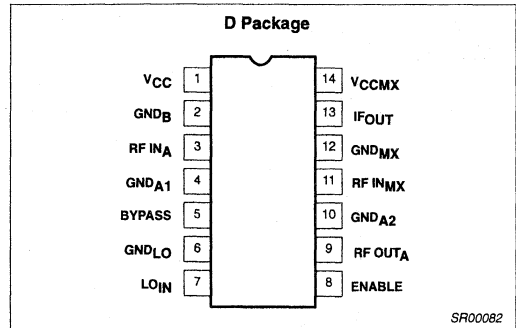 D Package
VCC 1 14 VCCMX
GNDB 2 13 IFOUT
RF INA 3 12 GNDMX
GNDA1 4 11 RF INMX
BYPASS 5 10 GNDA2
GNDLO 6 9 RF OUTA
LOIN 7 8 ENABLE
SR00082